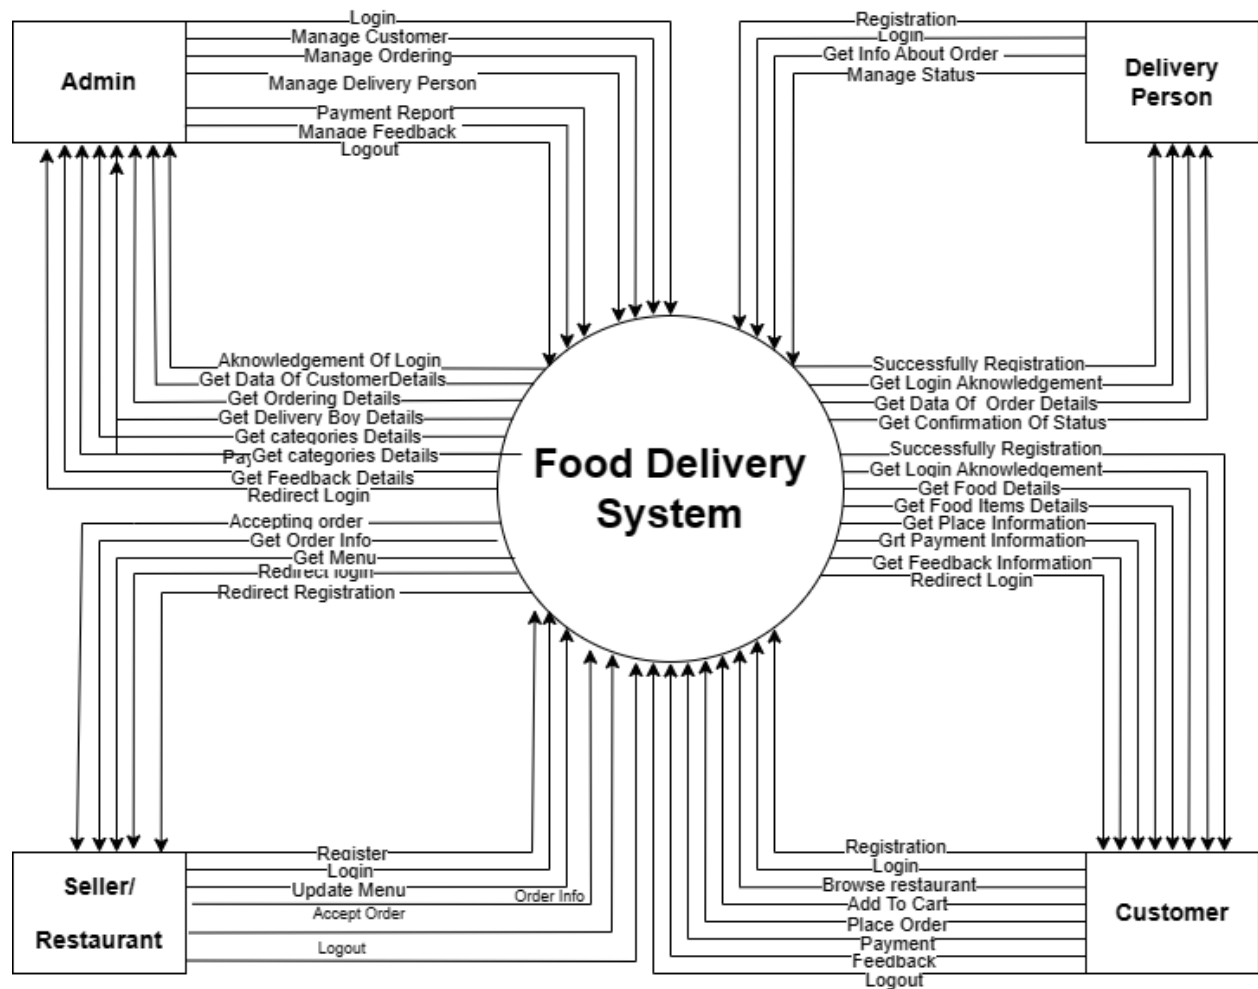 Login
Manage Customer
Manage Ordering
Manage Delivery Person
Payment Report
Manage Feedback
Logout
Admin
Registration
Login
Get Info About Order
Manage Status
Delivery
Person
Aknowledgement Of Login
Get Data Of CustomerDetails
Get Ordering Details
Get Delivery Boy Details
Get categories Details
Get categories Details
Get Feedback Details
Redirect Login
Successfully Registration
Get Login Aknowledgement
Get Data Of Order Details
Get Confirmation Of Status
Food Delivery
System
Successfully Registration
Get Login Aknowledgement
Get Food Details
Get Food Items Details
Get Place Information
Grt Payment Information
Get Feedback Information
Redirect Login
Accepting order
Get Order Info
Get Menu
Redirect login
Redirect Registration
Seller/
Restaurant
Register
Login
Update Menu
Order Info
Accept Order
Logout
Registration
Login
Browse restaurant
Add To Cart
Place Order
Payment
Feedback
Logout
Customer